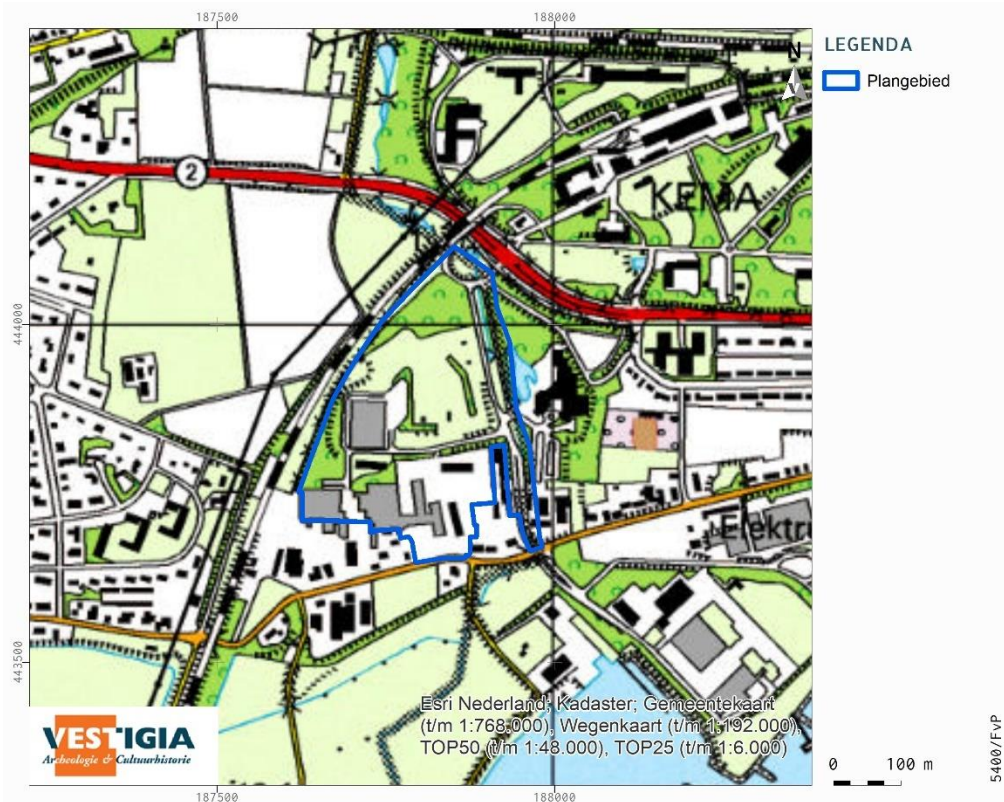 187500
188000
LEGENDA
Plangebied
N
2
KEMA
444000
Elektr
443500
Esri Nederland; Kadaster; Gemeentekaart
(t/m 1:768.000), Wegenkaart (t/m 1:192.000),
TOP50 (t/m 1:48.000), TOP25 (t/m 1:6.000)
VESTIGIA
Archeologie & Cultuurhistorie
0 100 m
5400/FvP
187500
188000